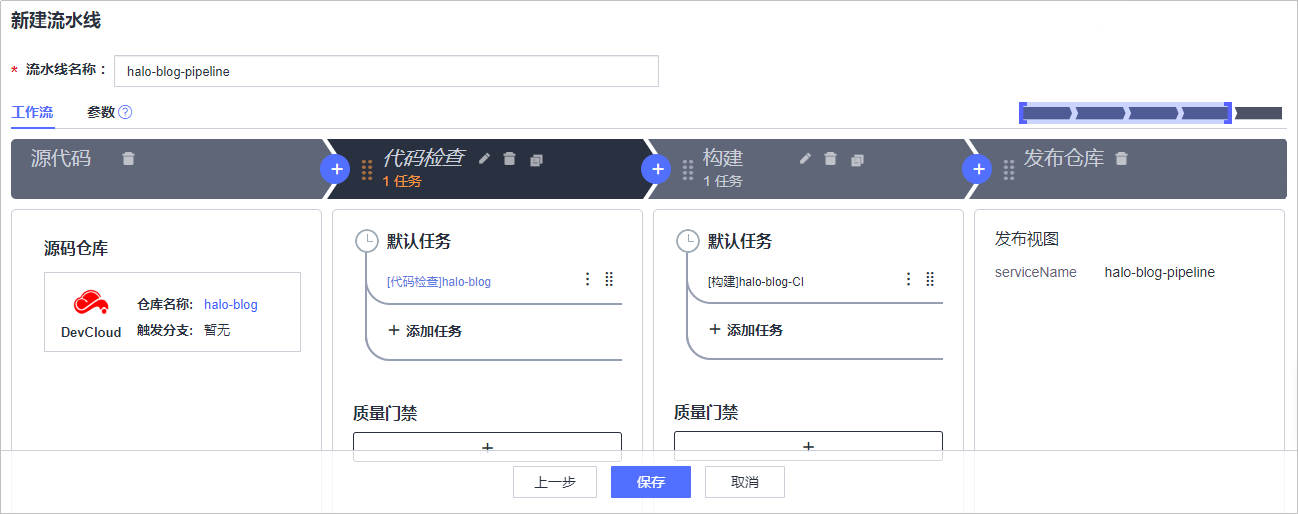 新建流水线
* 流水线名称： halo-blog-pipeline
工作流 参数 ?
源代码 代码检查 构建 发布仓库
1 任务 1 任务
源码仓库
DevCloud
仓库名称: halo-blog
触发分支: 暂无
默认任务
[代码检查]halo-blog
+ 添加任务
质量门禁
+
默认任务
[构建]halo-blog-CI
+ 添加任务
质量门禁
+
发布视图
serviceName halo-blog-pipeline
上一步 保存 取消